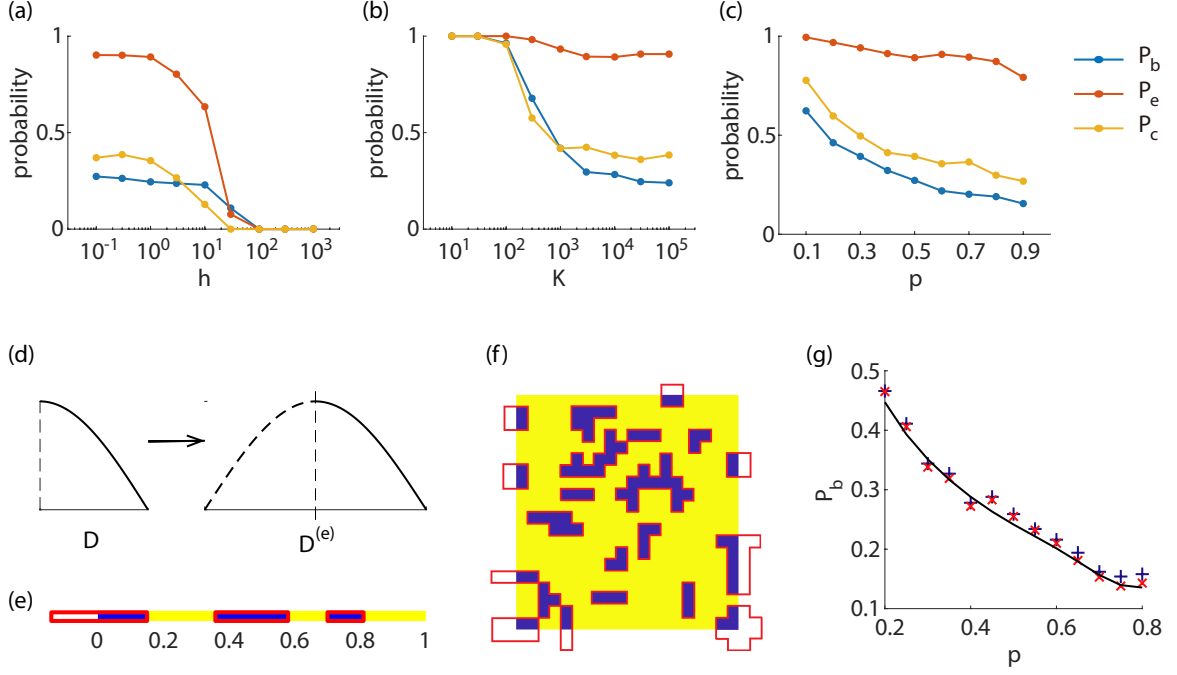 (a)
(b)
(c)
1
0.5
0
probability
10⁻¹ 10⁰ 10¹ 10² 10³
h
1
0.5
0
probability
10¹ 10² 10³ 10⁴ 10⁵
K
1
0.5
0
probability
0.1 0.3 0.5 0.7 0.9
p
P_b
P_e
P_c
(d)
D
D⁽ᵉ⁾
(e)
0 0.2 0.4 0.6 0.8 1
(f)
(g)
0.5
0.4
0.3
0.2
0.1
P_b
0.2 0.4 0.6 0.8
p